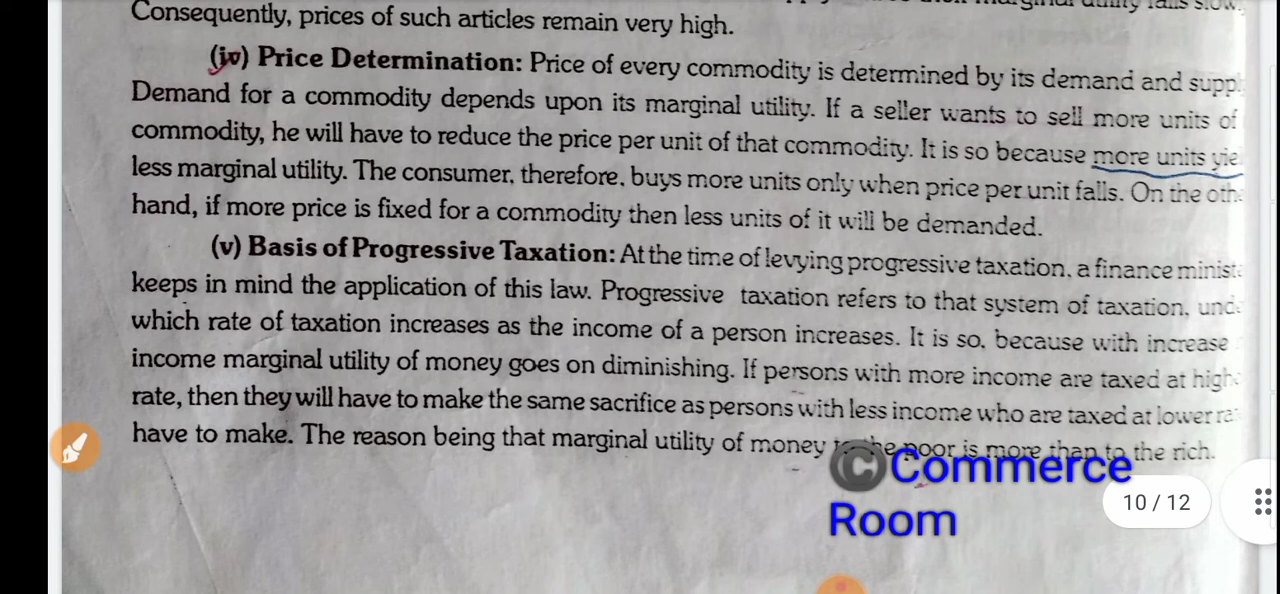 Consequently, prices of such articles remain very high.
(iv) Price Determination: Price of every commodity is determined by its demand and supp
Demand for a commodity depends upon its marginal utility. If a seller wants to sell more units of
commodity, he will have to reduce the price per unit of that commodity. It is so because more units yie
less marginal utility. The consumer, therefore, buys more units only when price per unit falls. On the oth
hand, if more price is fixed for a commodity then less units of it will be demanded.
(v) Basis of Progressive Taxation: At the time of levying progressive taxation, a finance minist
keeps in mind the application of this law. Progressive taxation refers to that system of taxation, und
which rate of taxation increases as the income of a person increases. It is so, because with increase
income marginal utility of money goes on diminishing. If persons with more income are taxed at high
rate, then they will have to make the same sacrifice as persons with less income who are taxed at lower ra
have to make. The reason being that marginal utility of money to the poor is more than to the rich.
© Commerce
Room
10 / 12